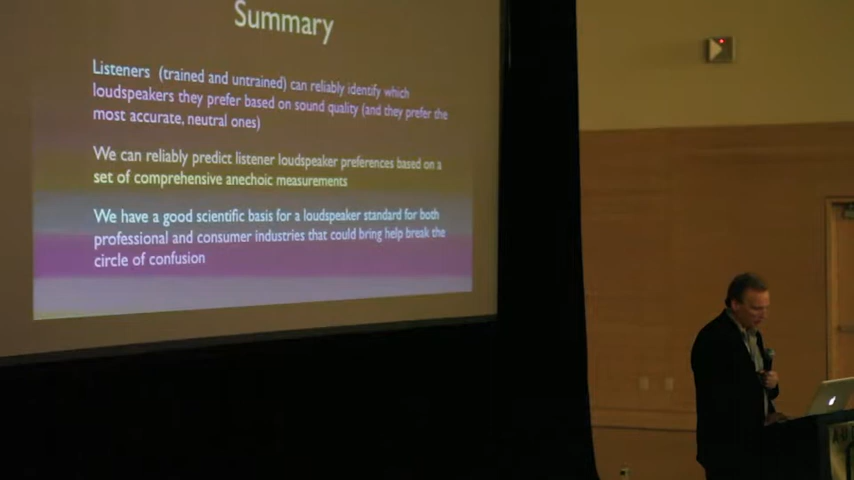 Summary
Listeners (trained and untrained) can reliably identify which
loudspeakers they prefer based on sound quality (and they prefer the
most accurate, neutral ones)
We can reliably predict listener loudspeaker preferences based on a
set of comprehensive anechoic measurements
We have a good scientific basis for a loudspeaker standard for both
professional and consumer industries that could bring help break the
circle of confusion